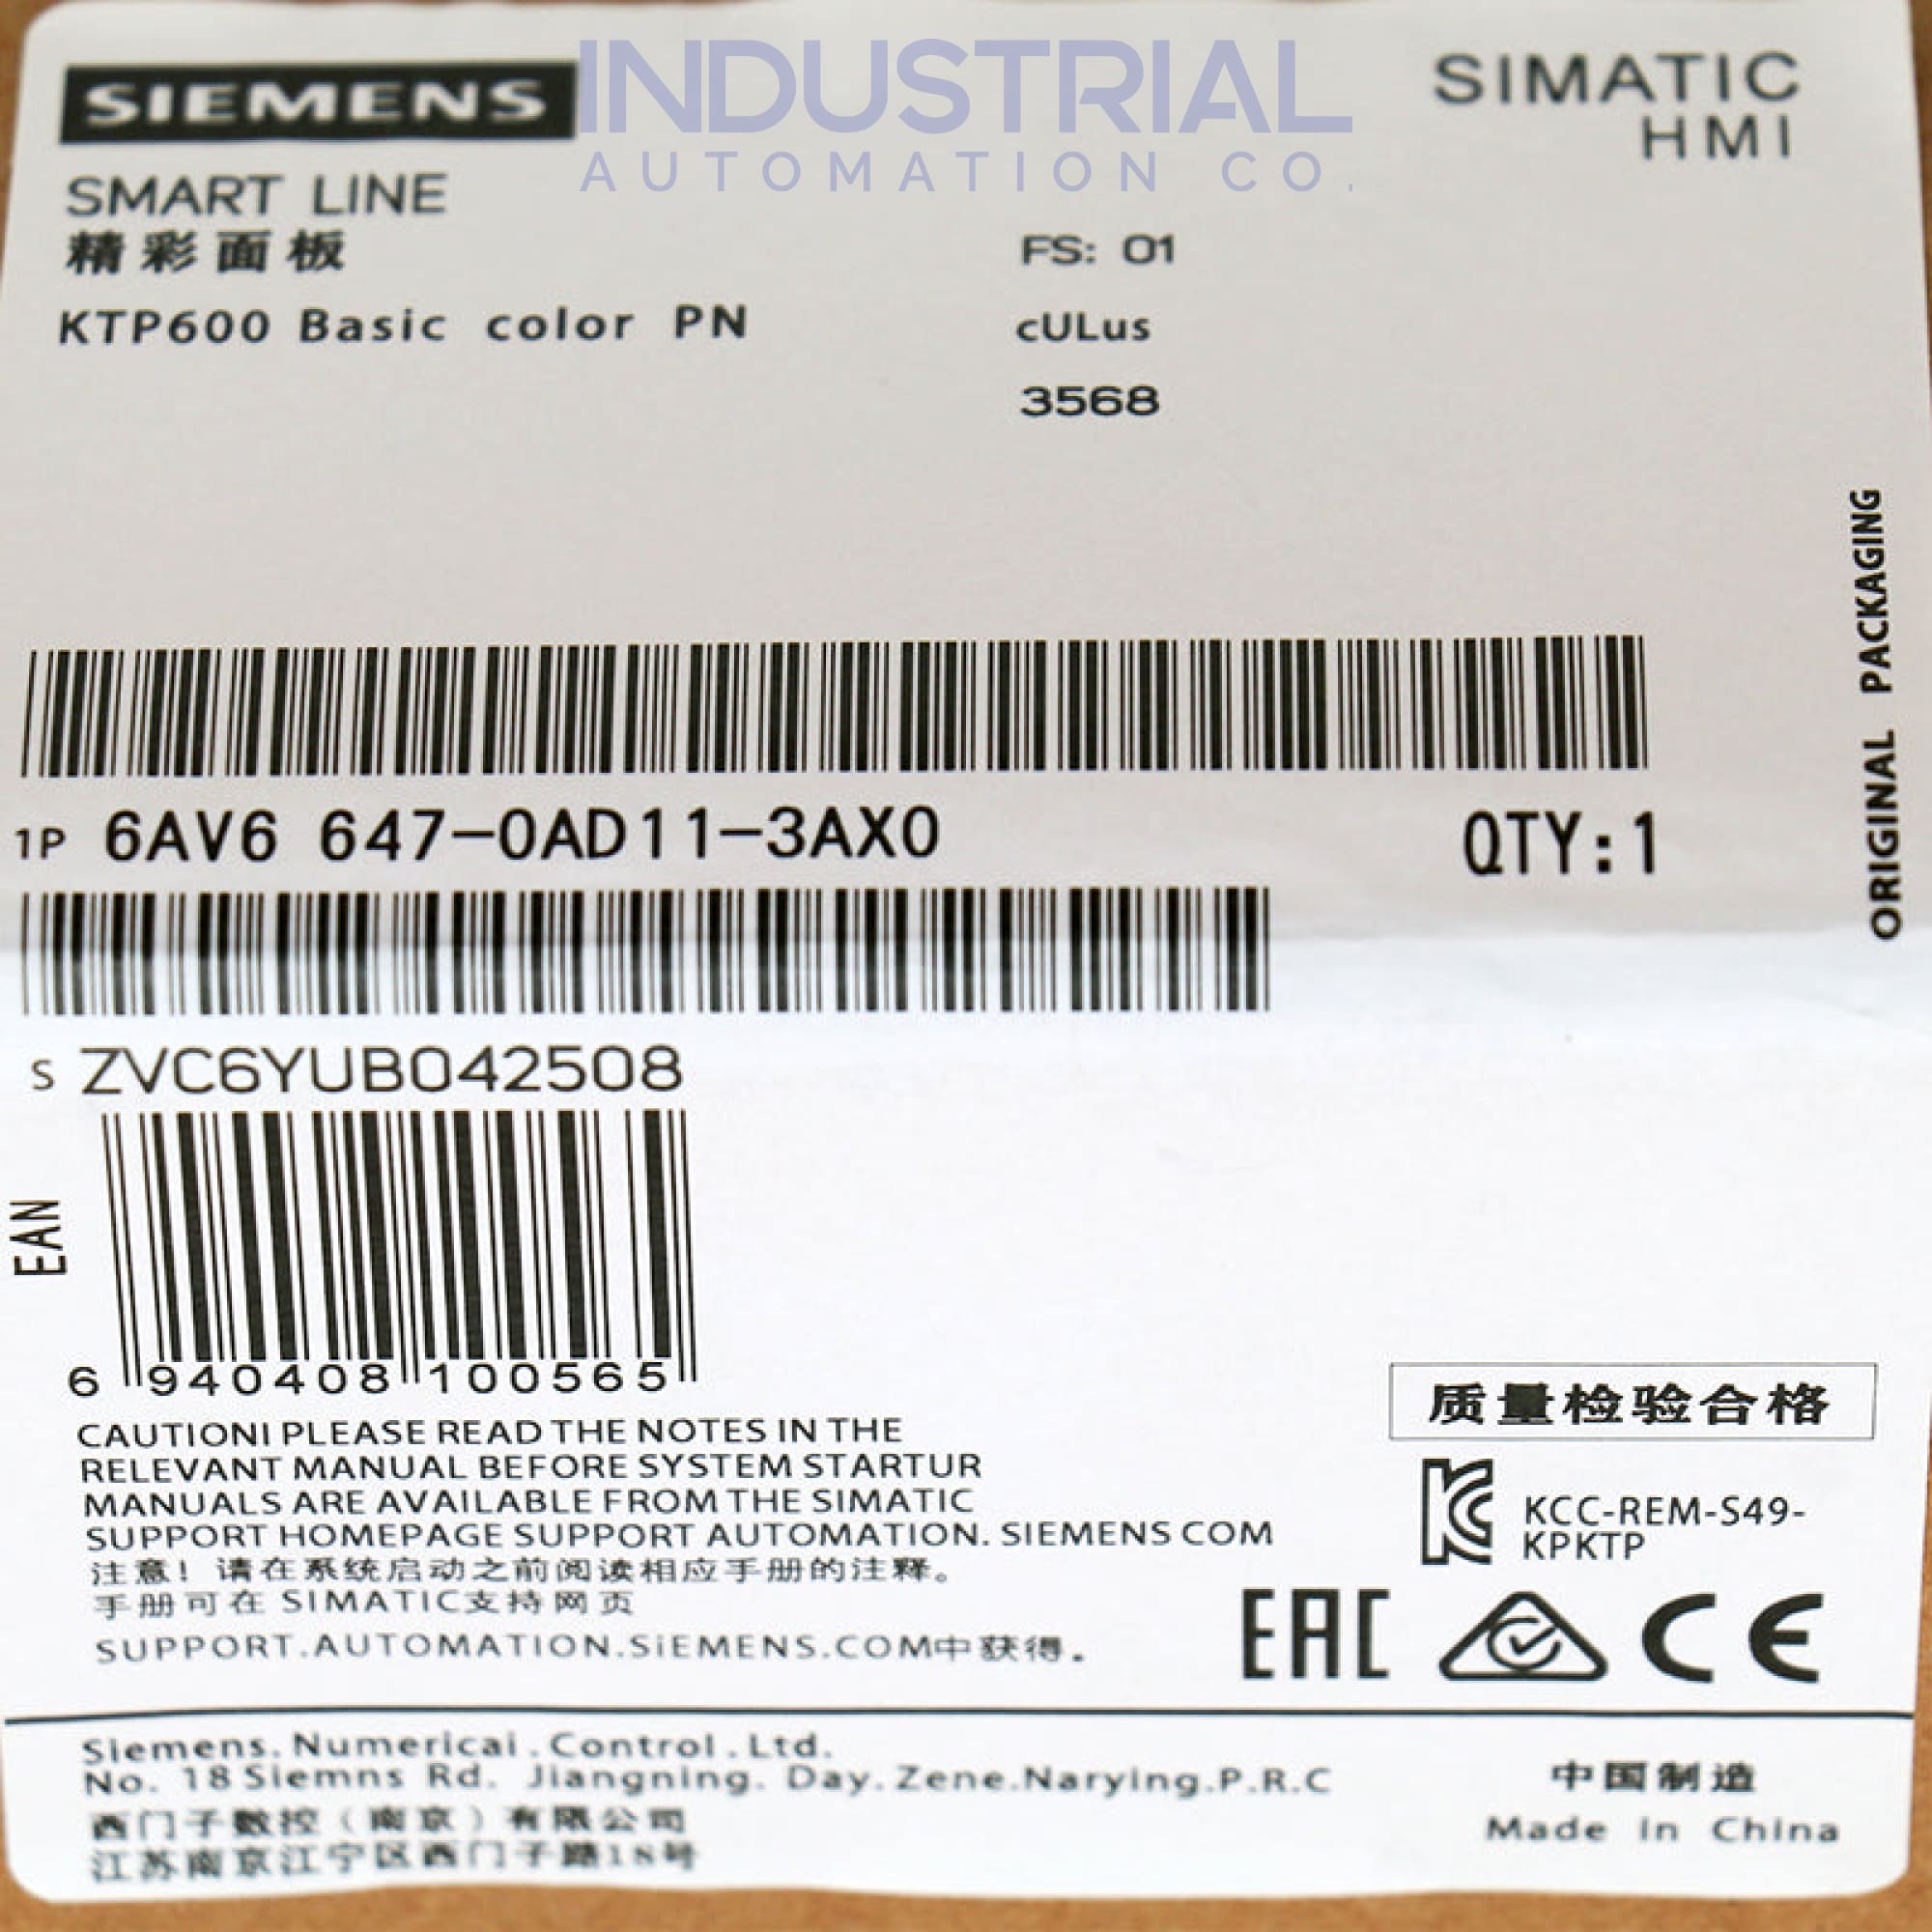 SIEMENS
INDUSTRIAL
AUTOMATION CO.
SIMATIC
HMI
SMART LINE
精彩面板
KTP600 Basic color PN
FS: 01
cULus
3568
ORIGINAL PACKAGING
1P 6AV6 647-0AD11-3AX0
QTY:1
S ZVC6YUB042508
EAN
6 940408 100565
CAUTIONI PLEASE READ THE NOTES IN THE
RELEVANT MANUAL BEFORE SYSTEM STARTUR
MANUALS ARE AVAILABLE FROM THE SIMATIC
SUPPORT HOMEPAGE SUPPORT AUTOMATION. SIEMENS COM
注意！请在系统启动之前阅读相应手册的注释。
手册可在 SIMATIC支持网页
SUPPORT.AUTOMATION.SiEMENS.COM中获得.
质量检验合格
KCC-REM-S49-
KPKTP
EAC
CE
Siemens.Numericai.Control.Ltd.
No. 18 Siemns Rd. Jiangning. Day.Zene.Narying.P.R.C
西门子数控（南京）有限公司
江苏南京江宁区西门子路18号
中国制造
Made in China